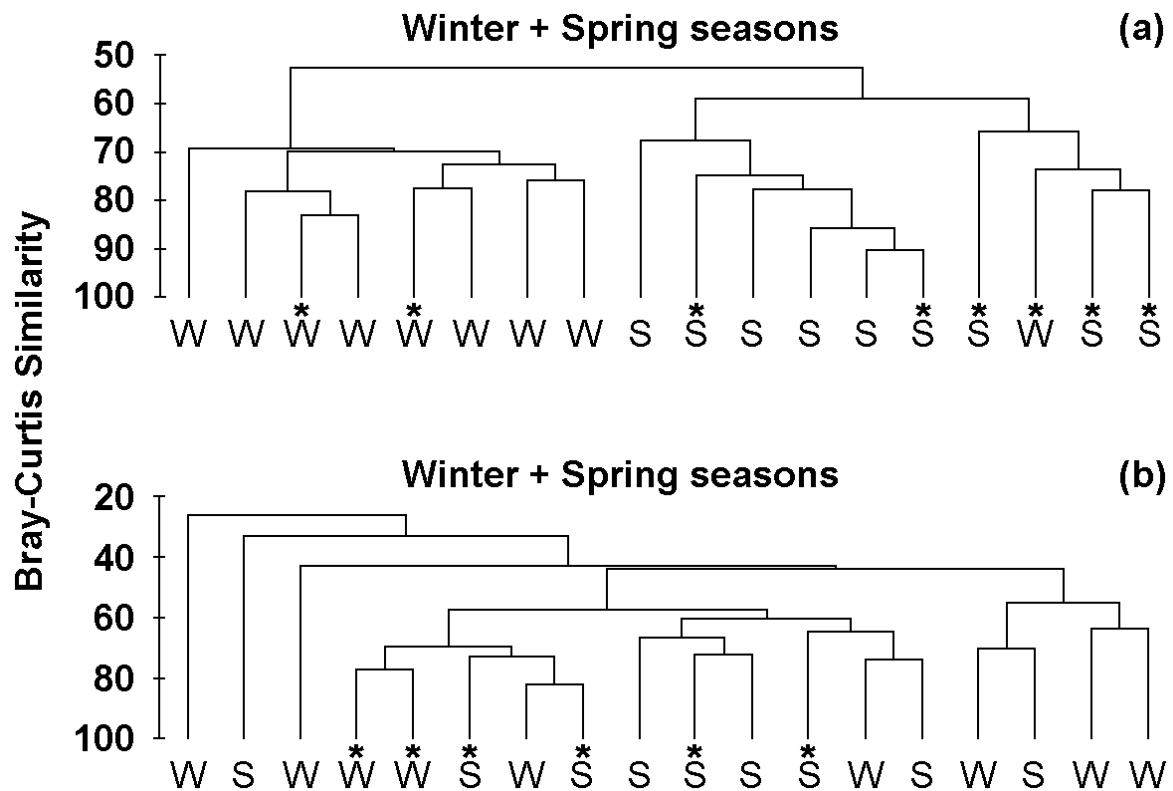 Winter + Spring seasons (a)
50
60
70
80
90
100
* * * * * * * *
W W W W W W W W S S S S S S S W S S
Bray-Curtis Similarity
Winter + Spring seasons (b)
20
40
60
80
100
* * * * * *
W S W W W S W S S S S S W S W S W W